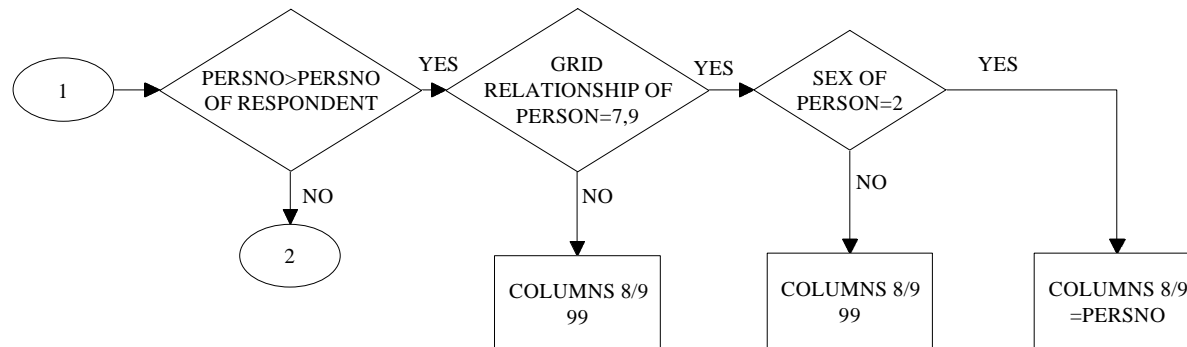 1
PERSNO>PERSNO
OF RESPONDENT
YES
NO
2
GRID
RELATIONSHIP OF
PERSON=7,9
YES
NO
COLUMNS 8/9
99
SEX OF
PERSON=2
YES
NO
COLUMNS 8/9
99
COLUMNS 8/9
=PERSNO